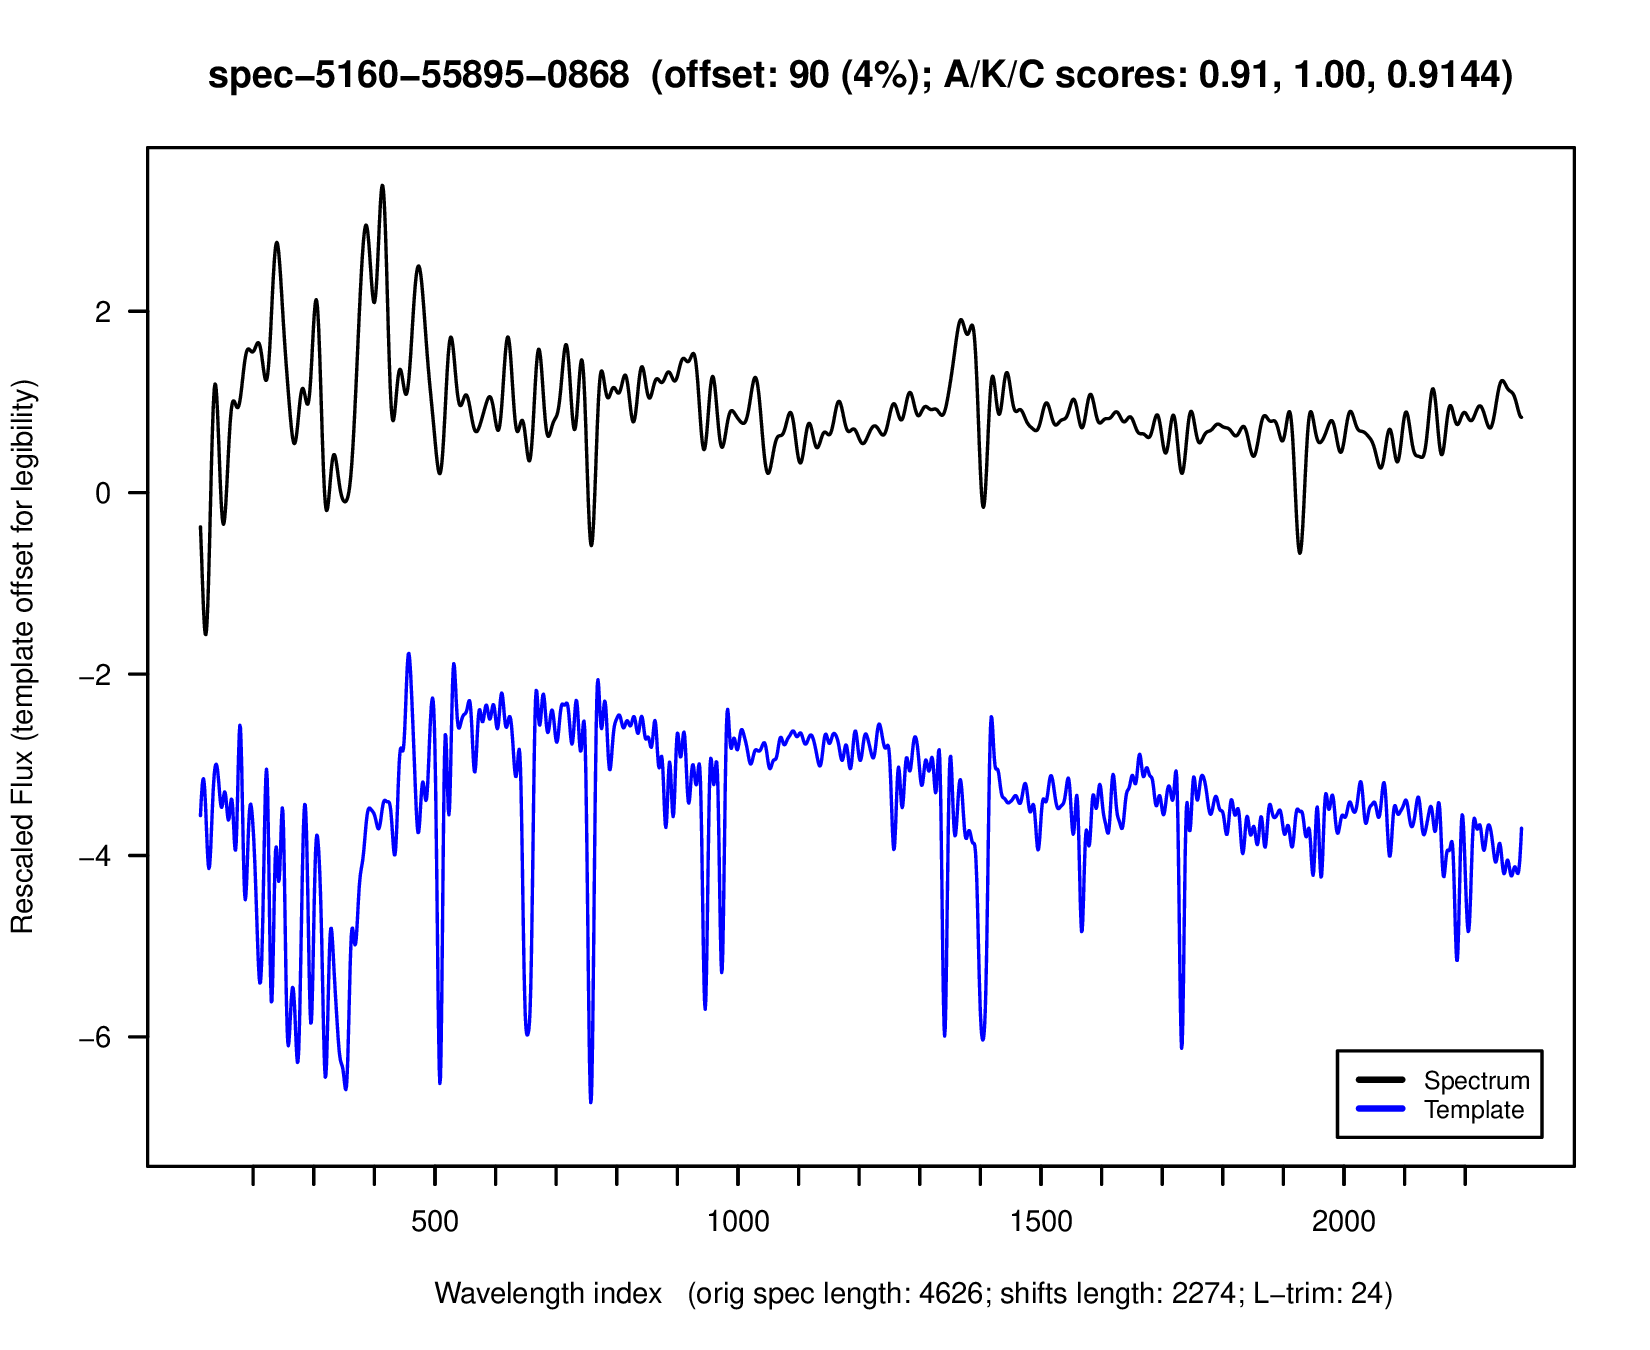 spec−5160−55895−0868  (offset: 90 (4%); A/K/C scores: 0.91, 1.00, 0.9144)
Rescaled Flux (template offset for legibility)
2
0
−2
−4
−6
500
1000
1500
2000
Spectrum
Template
Wavelength index   (orig spec length: 4626; shifts length: 2274; L−trim: 24)